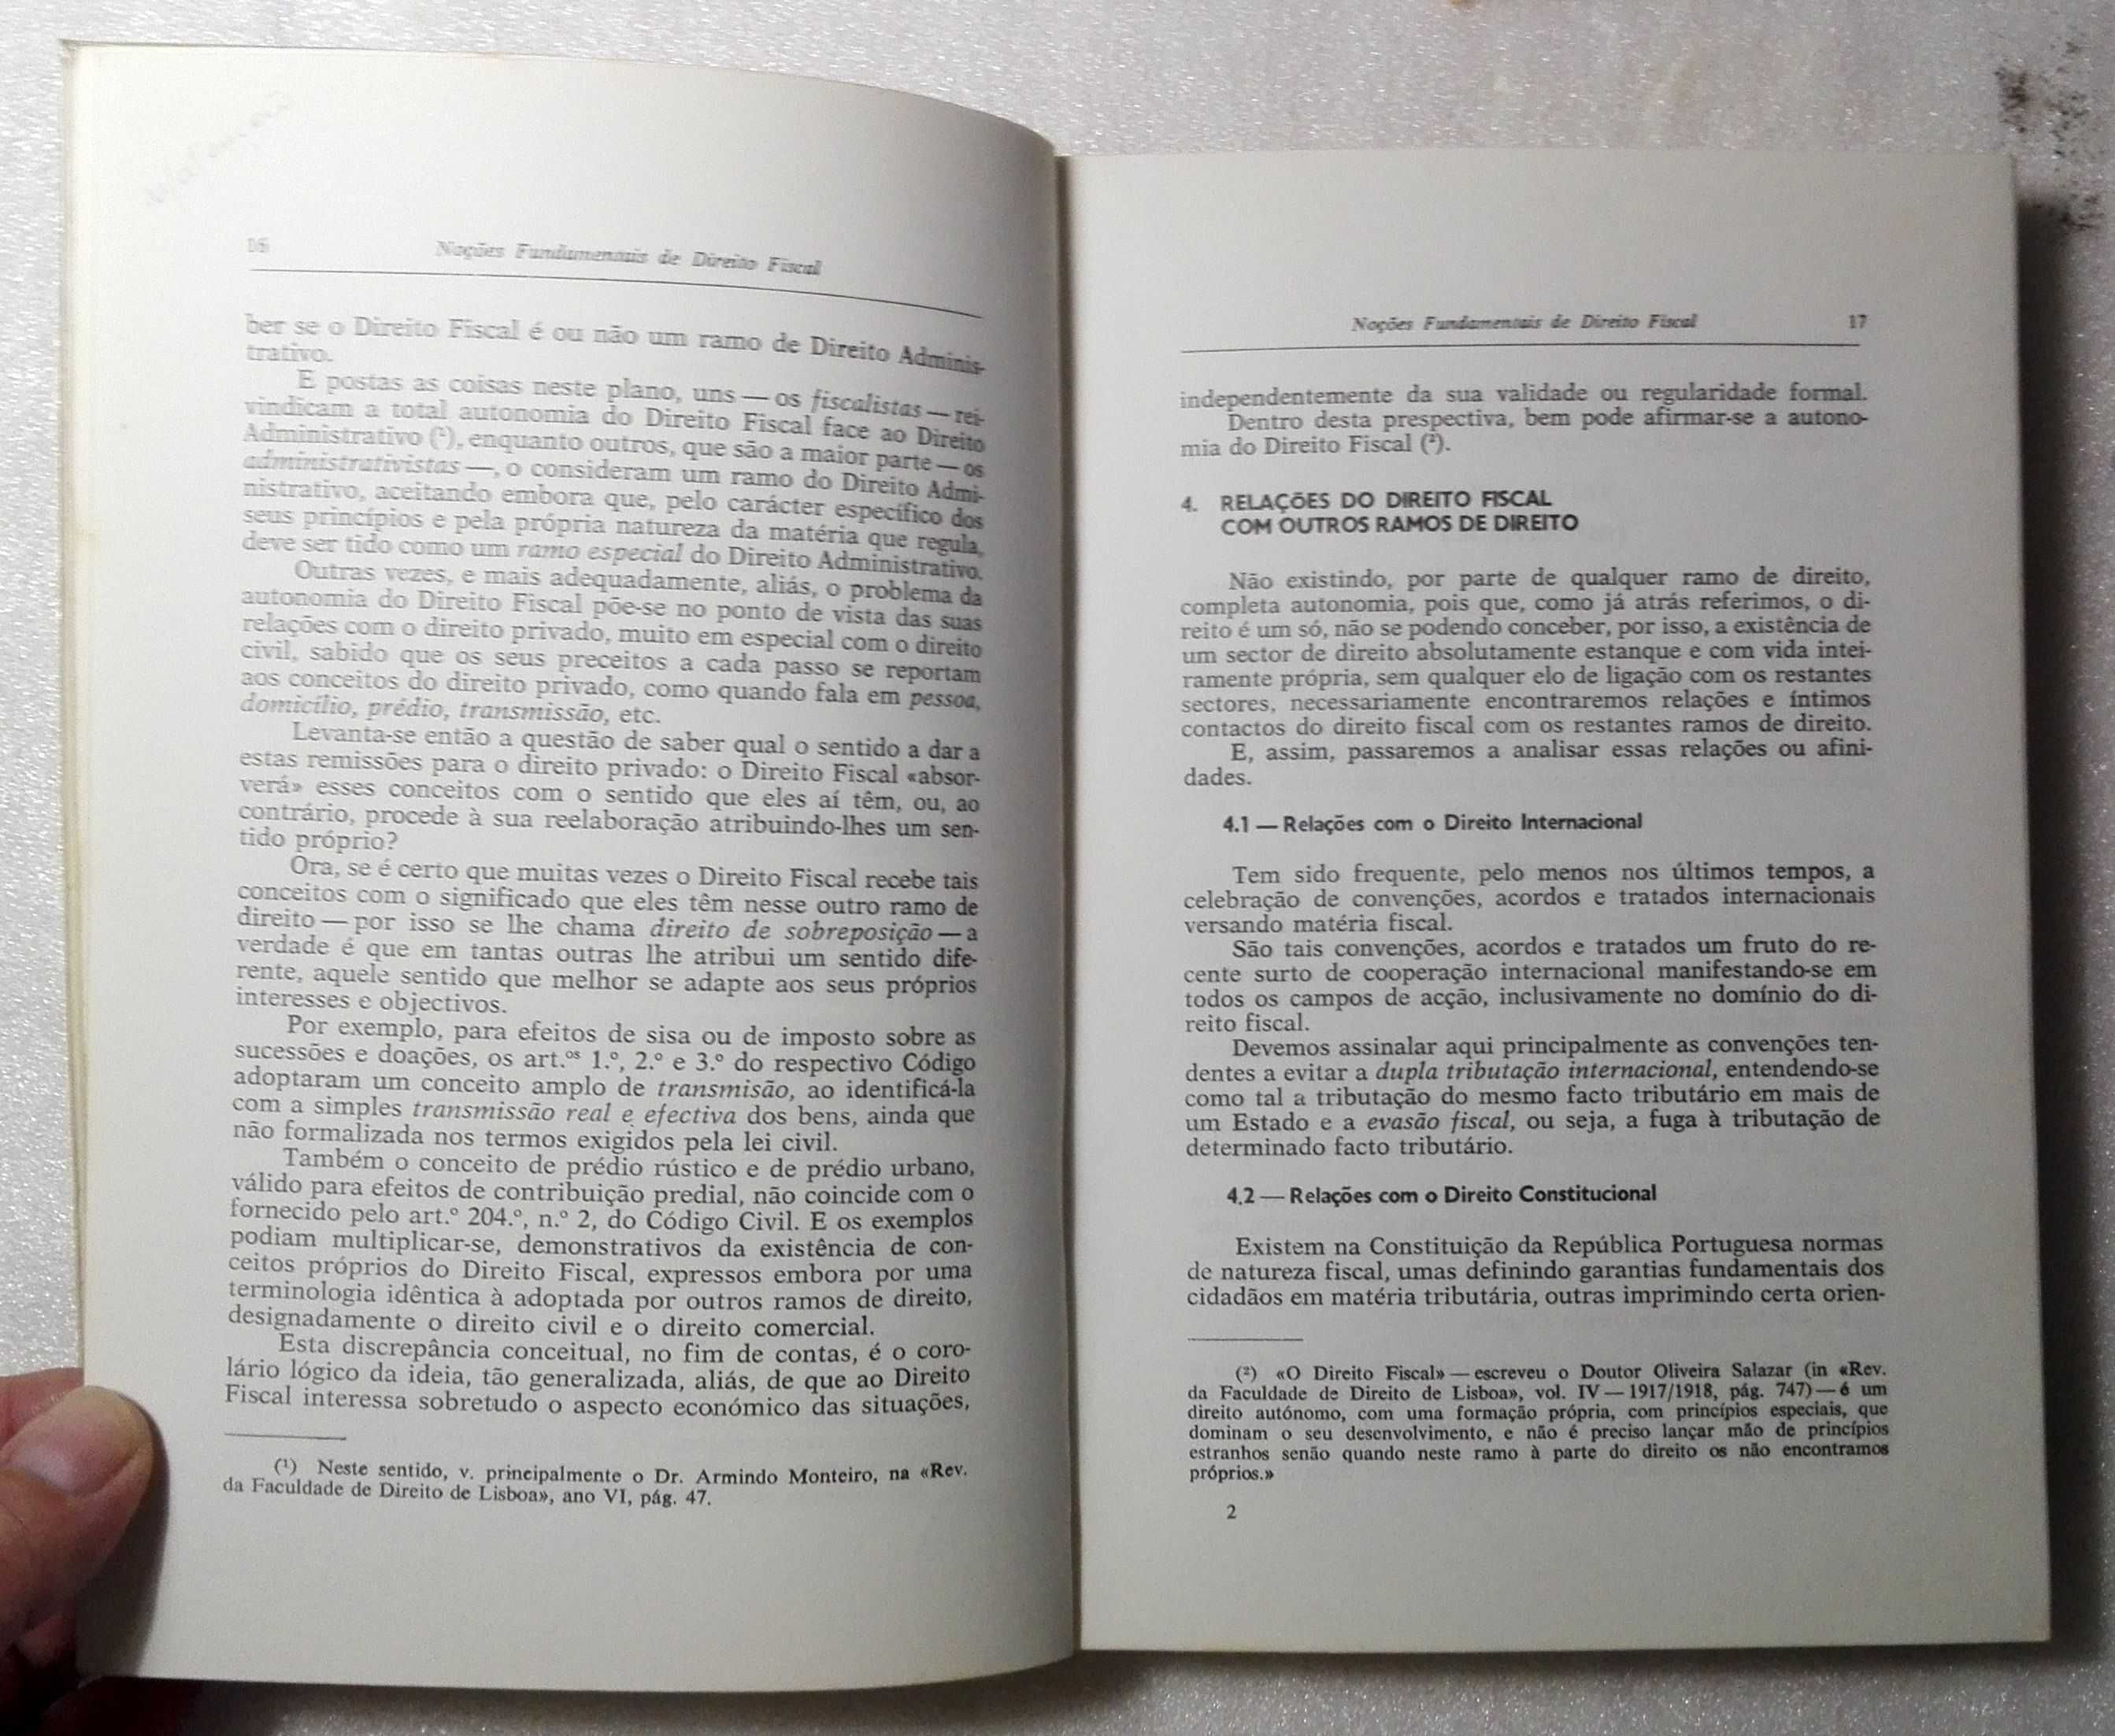 16
Noções Fundamentais de Direito Fiscal
ber se o Direito Fiscal é ou não um ramo de Direito Adminis-
trativo.
E postas as coisas neste plano, uns — os fiscalistas — rei-
vindicam a total autonomia do Direito Fiscal face ao Direito
Administrativo (¹), enquanto outros, que são a maior parte — os
administrativistas —, o consideram um ramo do Direito Admi-
nistrativo, aceitando embora que, pelo carácter específico dos
seus princípios e pela própria natureza da matéria que regula,
deve ser tido como um ramo especial do Direito Administrativo.
Outras vezes, e mais adequadamente, aliás, o problema da
autonomia do Direito Fiscal põe-se no ponto de vista das suas
relações com o direito privado, muito em especial com o direito
civil, sabido que os seus preceitos a cada passo se reportam
aos conceitos do direito privado, como quando fala em pessoa,
domicílio, prédio, transmissão, etc.
Levanta-se então a questão de saber qual o sentido a dar a
estas remissões para o direito privado: o Direito Fiscal «absor-
verá» esses conceitos com o sentido que eles aí têm, ou, ao
contrário, procede à sua reelaboração atribuindo-lhes um sen-
tido próprio?
Ora, se é certo que muitas vezes o Direito Fiscal recebe tais
conceitos com o significado que eles têm nesse outro ramo de
direito — por isso se lhe chama direito de sobreposição — a
verdade é que em tantas outras lhe atribui um sentido dife-
rente, aquele sentido que melhor se adapte aos seus próprios
interesses e objectivos.
Por exemplo, para efeitos de sisa ou de imposto sobre as
sucessões e doações, os art.ᵒˢ 1.º, 2.º e 3.º do respectivo Código
adoptaram um conceito amplo de transmisão, ao identificá-la
com a simples transmissão real e efectiva dos bens, ainda que
não formalizada nos termos exigidos pela lei civil.
Também o conceito de prédio rústico e de prédio urbano,
válido para efeitos de contribuição predial, não coincide com o
fornecido pelo art.º 204.º, n.º 2, do Código Civil. E os exemplos
podiam multiplicar-se, demonstrativos da existência de con-
ceitos próprios do Direito Fiscal, expressos embora por uma
terminologia idêntica à adoptada por outros ramos de direito,
designadamente o direito civil e o direito comercial.
Esta discrepância conceitual, no fim de contas, é o coro-
lário lógico da ideia, tão generalizada, aliás, de que ao Direito
Fiscal interessa sobretudo o aspecto económico das situações,
(¹) Neste sentido, v. principalmente o Dr. Armindo Monteiro, na «Rev.
da Faculdade de Direito de Lisboa», ano VI, pág. 47.
Noções Fundamentais de Direito Fiscal
17
independentemente da sua validade ou regularidade formal.
Dentro desta prespectiva, bem pode afirmar-se a autono-
mia do Direito Fiscal (²).
4. RELAÇÕES DO DIREITO FISCAL
COM OUTROS RAMOS DE DIREITO
Não existindo, por parte de qualquer ramo de direito,
completa autonomia, pois que, como já atrás referimos, o di-
reito é um só, não se podendo conceber, por isso, a existência de
um sector de direito absolutamente estanque e com vida intei-
ramente própria, sem qualquer elo de ligação com os restantes
sectores, necessariamente encontraremos relações e íntimos
contactos do direito fiscal com os restantes ramos de direito.
E, assim, passaremos a analisar essas relações ou afini-
dades.
4.1 — Relações com o Direito Internacional
Tem sido frequente, pelo menos nos últimos tempos, a
celebração de convenções, acordos e tratados internacionais
versando matéria fiscal.
São tais convenções, acordos e tratados um fruto do re-
cente surto de cooperação internacional manifestando-se em
todos os campos de acção, inclusivamente no domínio do di-
reito fiscal.
Devemos assinalar aqui principalmente as convenções ten-
dentes a evitar a dupla tributação internacional, entendendo-se
como tal a tributação do mesmo facto tributário em mais de
um Estado e a evasão fiscal, ou seja, a fuga à tributação de
determinado facto tributário.
4.2 — Relações com o Direito Constitucional
Existem na Constituição da República Portuguesa normas
de natureza fiscal, umas definindo garantias fundamentais dos
cidadãos em matéria tributária, outras imprimindo certa orien-
(²) «O Direito Fiscal» — escreveu o Doutor Oliveira Salazar (in «Rev.
da Faculdade de Direito de Lisboa», vol. IV — 1917/1918, pág. 747) — é um
direito autónomo, com uma formação própria, com princípios especiais, que
dominam o seu desenvolvimento, e não é preciso lançar mão de princípios
estranhos senão quando neste ramo à parte do direito os não encontramos
próprios.»
2